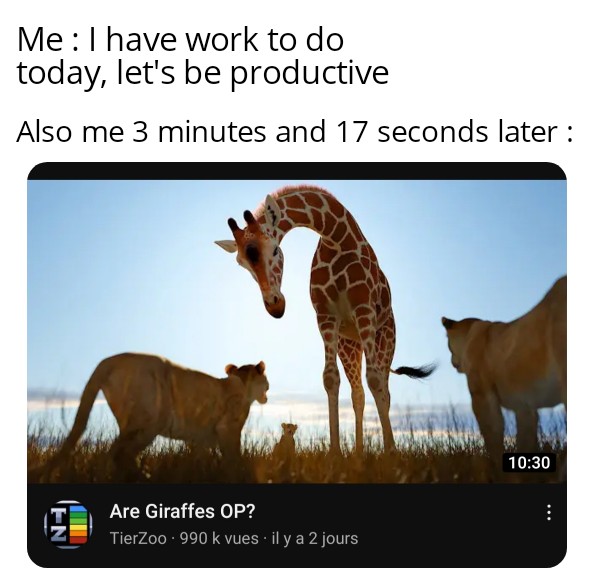 Me : I have work to do
today, let's be productive
Also me 3 minutes and 17 seconds later :
10:30
T
Z
Are Giraffes OP?
TierZoo · 990 k vues · il y a 2 jours